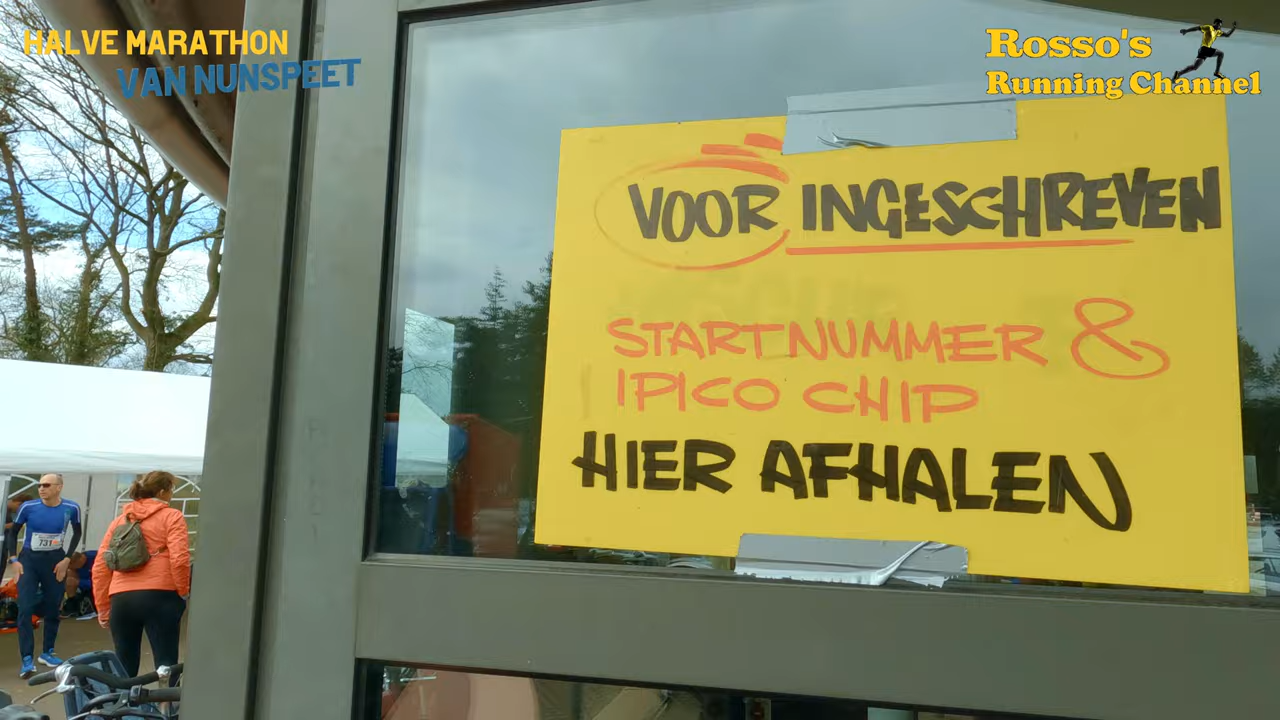 HALVE MARATHON
VAN NUNSPEET
Rosso's
Running Channel
VOOR INGESCHREVEN
STARTNUMMER &
IPICO CHIP
HIER AFHALEN
731